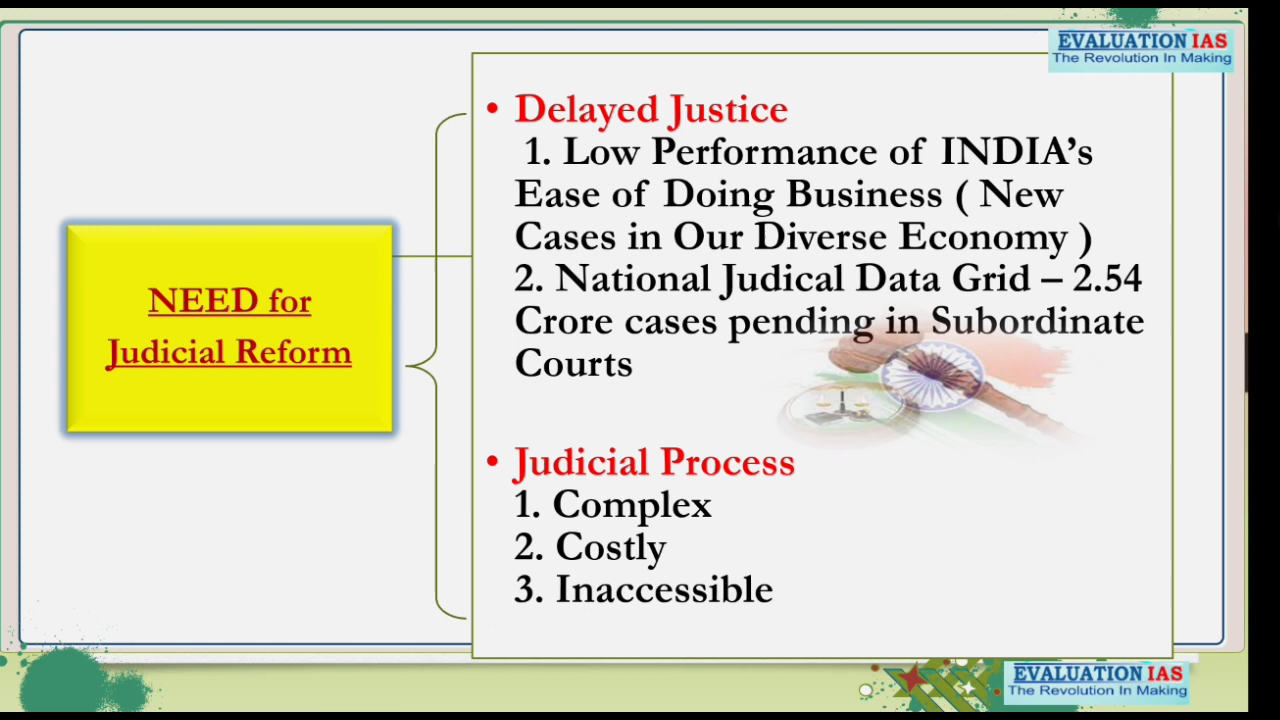 EVALUATION IAS
The Revolution In Making
• Delayed Justice
1. Low Performance of INDIA's
Ease of Doing Business ( New
Cases in Our Diverse Economy )
2. National Judical Data Grid – 2.54
Crore cases pending in Subordinate
Courts
NEED for
Judicial Reform
• Judicial Process
1. Complex
2. Costly
3. Inaccessible
EVALUATION IAS
The Revolution In Making